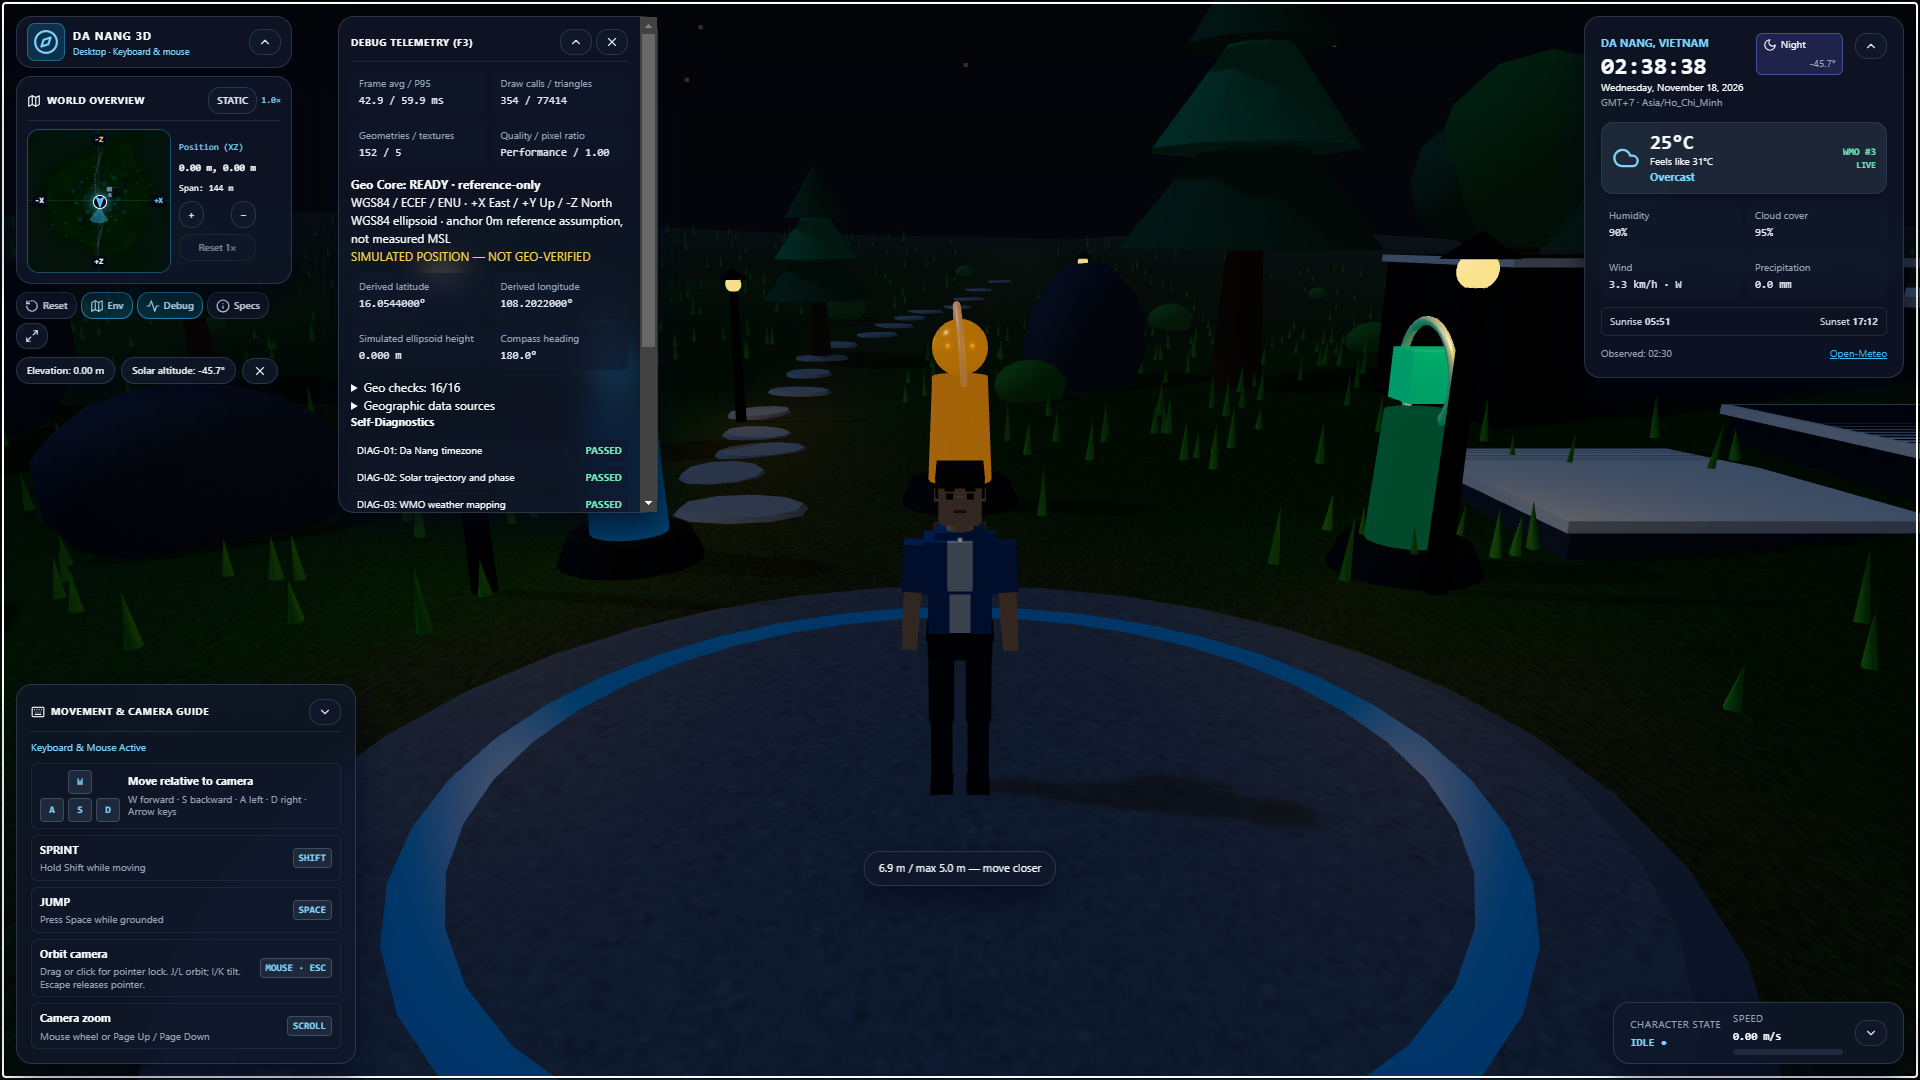 DA NANG 3D
Desktop · Keyboard & mouse
WORLD OVERVIEW
STATIC
1.0×
-Z
-X
+X
+Z
Position (XZ)
0.00 m, 0.00 m
Span: 144 m
+
−
Reset 1×
Reset
Env
Debug
Specs
Elevation: 0.00 m
Solar altitude: -45.7°
DEBUG TELEMETRY (F3)
Frame avg / P95
42.9 / 59.9 ms
Draw calls / triangles
354 / 77414
Geometries / textures
152 / 5
Quality / pixel ratio
Performance / 1.00
Geo Core: READY · reference-only
WGS84 / ECEF / ENU · +X East / +Y Up / -Z North
WGS84 ellipsoid · anchor 0m reference assumption,
not measured MSL
SIMULATED POSITION — NOT GEO-VERIFIED
Derived latitude
16.0544000°
Derived longitude
108.2022000°
Simulated ellipsoid height
0.000 m
Compass heading
180.0°
Geo checks: 16/16
Geographic data sources
Self-Diagnostics
DIAG-01: Da Nang timezone
PASSED
DIAG-02: Solar trajectory and phase
PASSED
DIAG-03: WMO weather mapping
PASSED
DA NANG, VIETNAM
02:38:38
Wednesday, November 18, 2026
GMT+7 · Asia/Ho_Chi_Minh
Night
-45.7°
25°C
Feels like 31°C
Overcast
WMO #3
LIVE
Humidity
90%
Cloud cover
95%
Wind
3.3 km/h · W
Precipitation
0.0 mm
Sunrise 05:51
Sunset 17:12
Observed: 02:30
Open-Meteo
MOVEMENT & CAMERA GUIDE
Keyboard & Mouse Active
W
A
S
D
Move relative to camera
W forward · S backward · A left · D right ·
Arrow keys
SPRINT
Hold Shift while moving
SHIFT
JUMP
Press Space while grounded
SPACE
Orbit camera
Drag or click for pointer lock. J/L orbit; I/K tilt.
Escape releases pointer.
MOUSE · ESC
Camera zoom
Mouse wheel or Page Up / Page Down
SCROLL
6.9 m / max 5.0 m — move closer
CHARACTER STATE
IDLE
SPEED
0.00 m/s